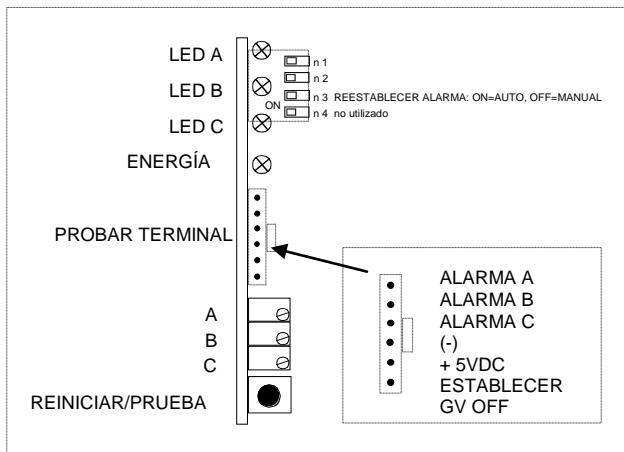 LED A
n 1
n 2
LED B
n 3 REESTABLECER ALARMA: ON=AUTO, OFF=MANUAL
ON
n 4 no utilizado
LED C
ENERGÍA
PROBAR TERMINAL
A
B
C
REINICIAR/PRUEBA
ALARMA A
ALARMA B
ALARMA C
(-)
+ 5VDC
ESTABLECER
GV OFF